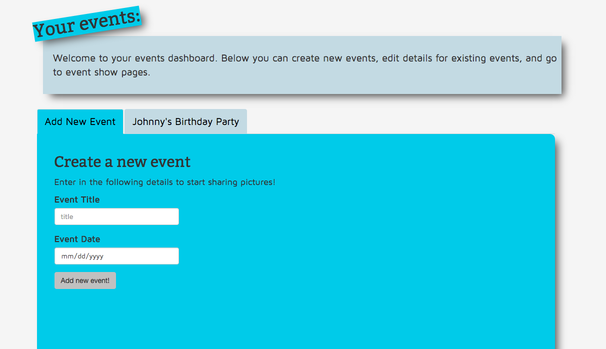 Your events:
Welcome to your events dashboard. Below you can create new events, edit details for existing events, and go
to event show pages.
Add New Event Johnny's Birthday Party
Create a new event
Enter in the following details to start sharing pictures!
Event Title
title
Event Date
mm/dd/yyyy
Add new event!